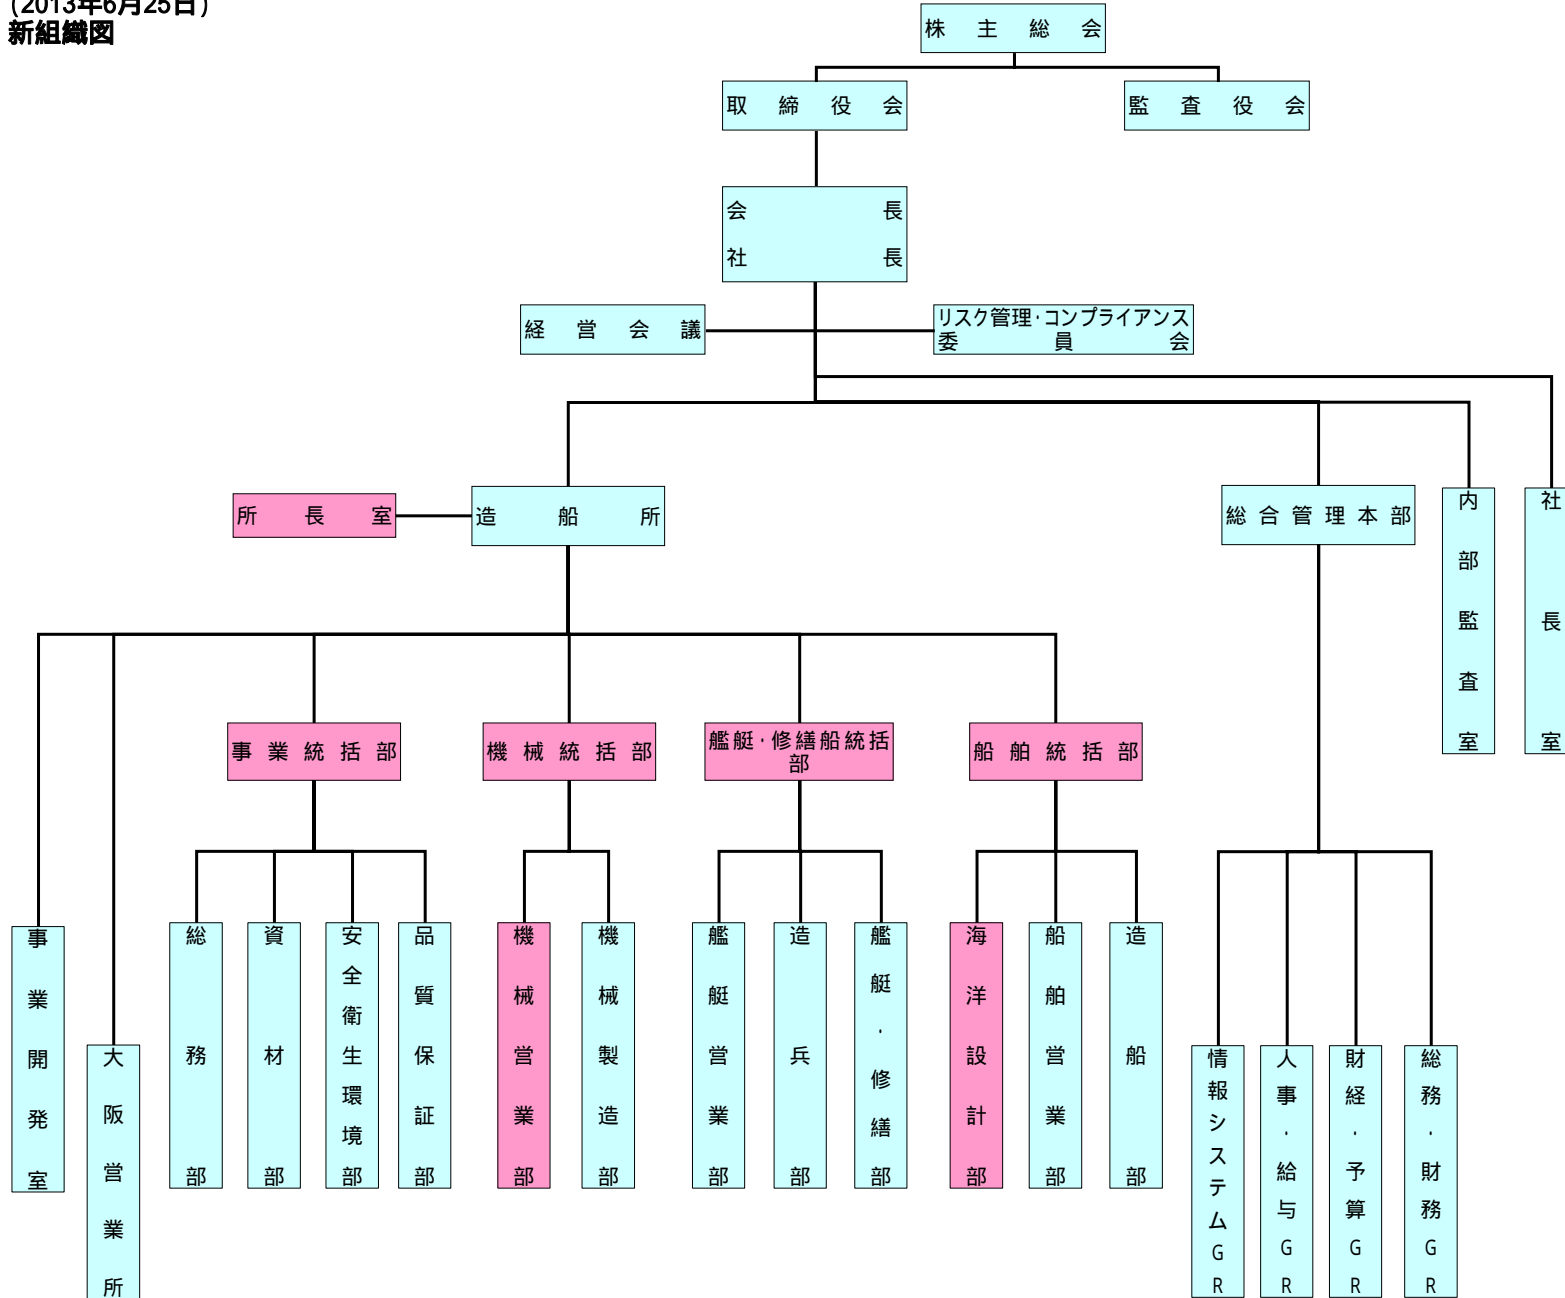 (2013年6月25日)
新組織図
株主総会
取締役会
監査役会
会長
社長
経営会議
リスク管理・コンプライアンス
委員会
所長室
造船所
総合管理本部
内部監査室
社長室
事業統括部
機械統括部
艦艇・修繕船統括
部
船舶統括部
事業開発室
大阪営業所
総務部
資材部
安全衛生環境部
品質保証部
機械営業部
機械製造部
艦艇営業部
造兵部
艦艇・修繕部
海洋設計部
船舶営業部
造船部
情報システムGR
人事・給与GR
財経・予算GR
総務・財務GR